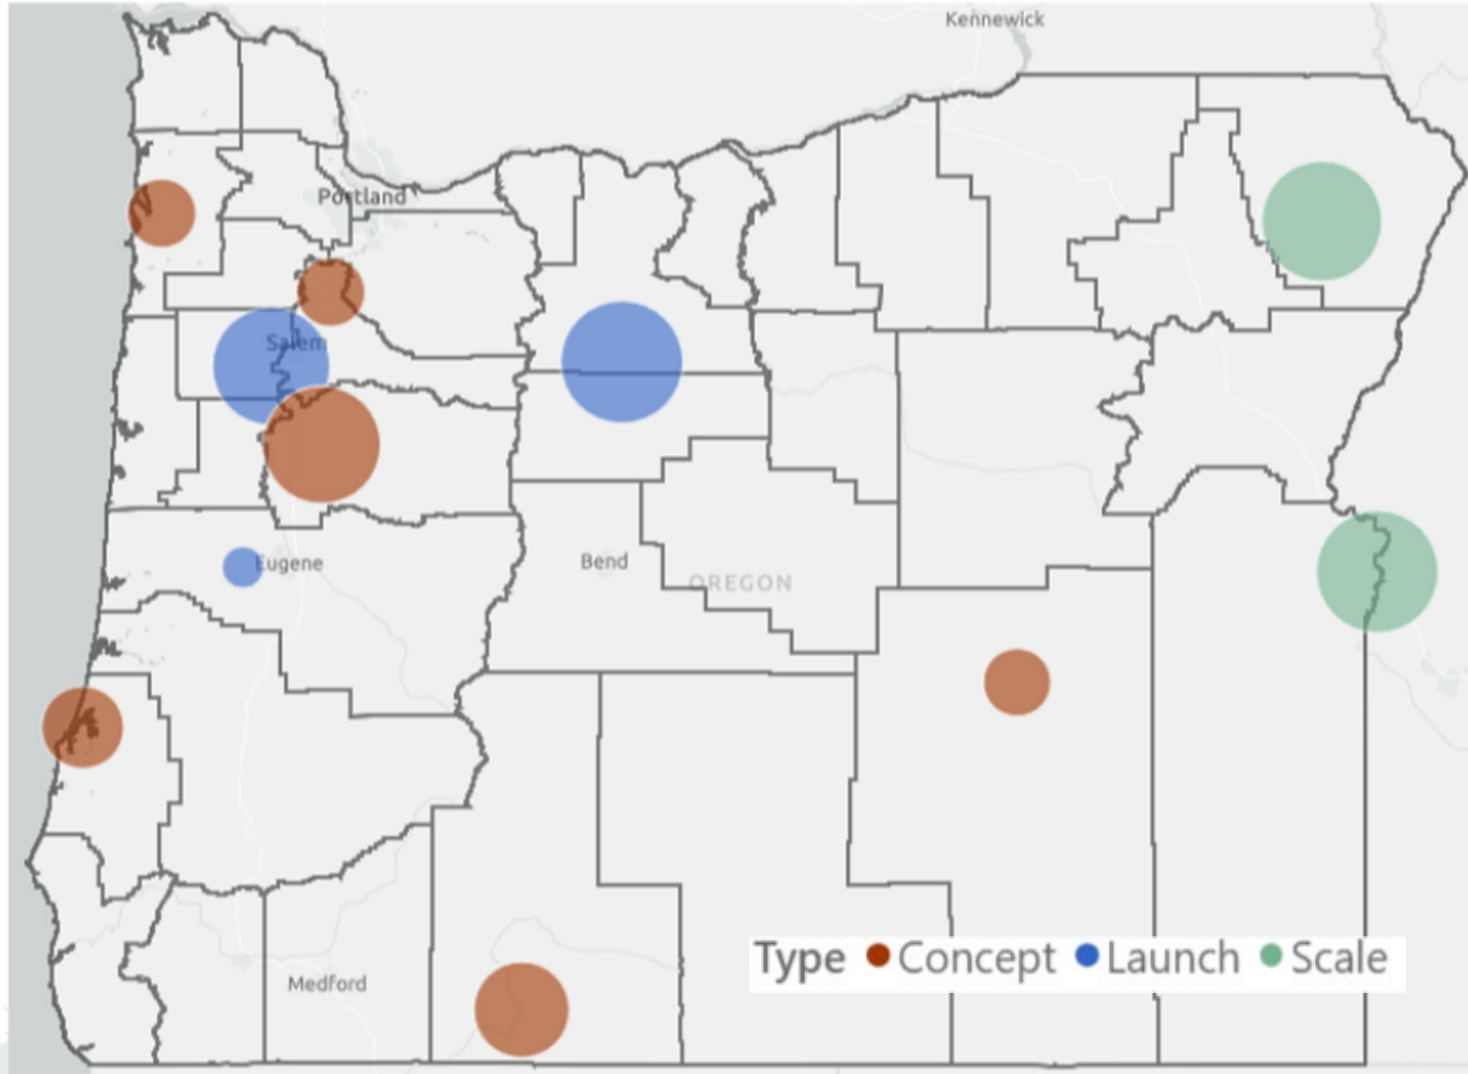 Kennewick
Portland
Salem
Eugene
Bend
OREGON
Medford
Type Concept Launch Scale